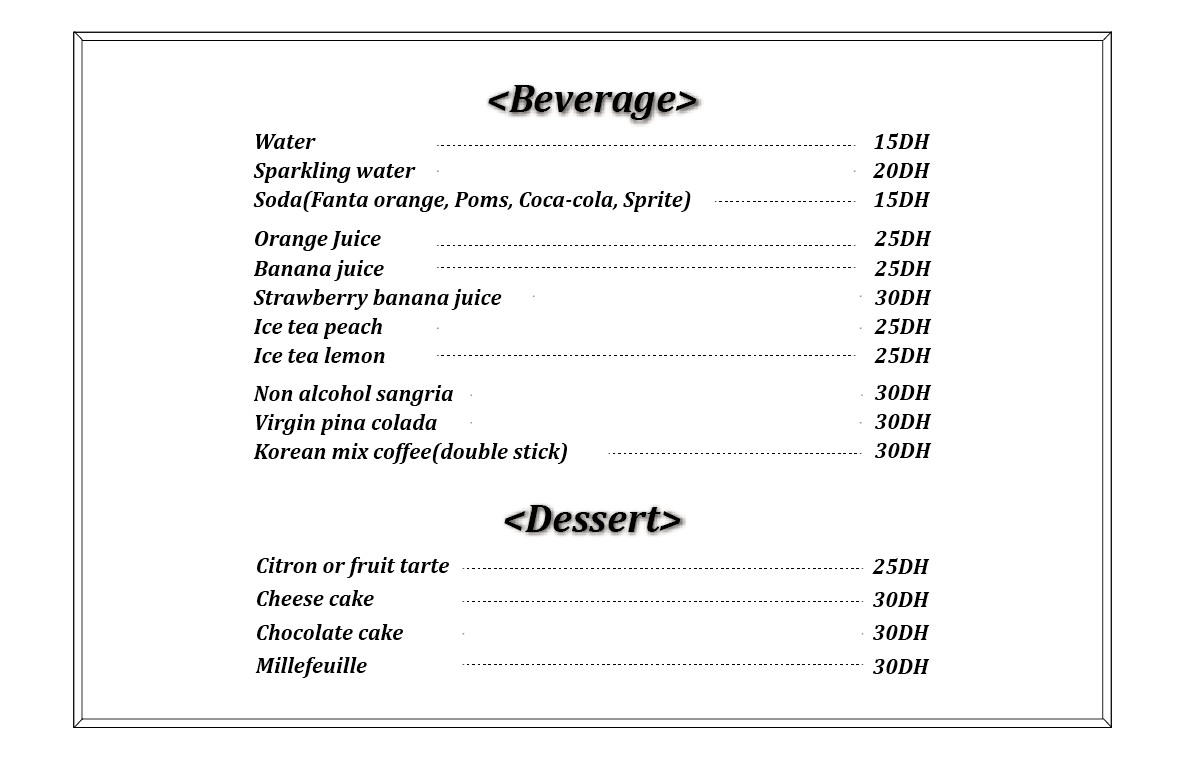 <Beverage>
Water 15DH
Sparkling water 20DH
Soda(Fanta orange, Poms, Coca-cola, Sprite) 15DH
Orange Juice 25DH
Banana juice 25DH
Strawberry banana juice 30DH
Ice tea peach 25DH
Ice tea lemon 25DH
Non alcohol sangria 30DH
Virgin pina colada 30DH
Korean mix coffee(double stick) 30DH
<Dessert>
Citron or fruit tarte 25DH
Cheese cake 30DH
Chocolate cake 30DH
Millefeuille 30DH